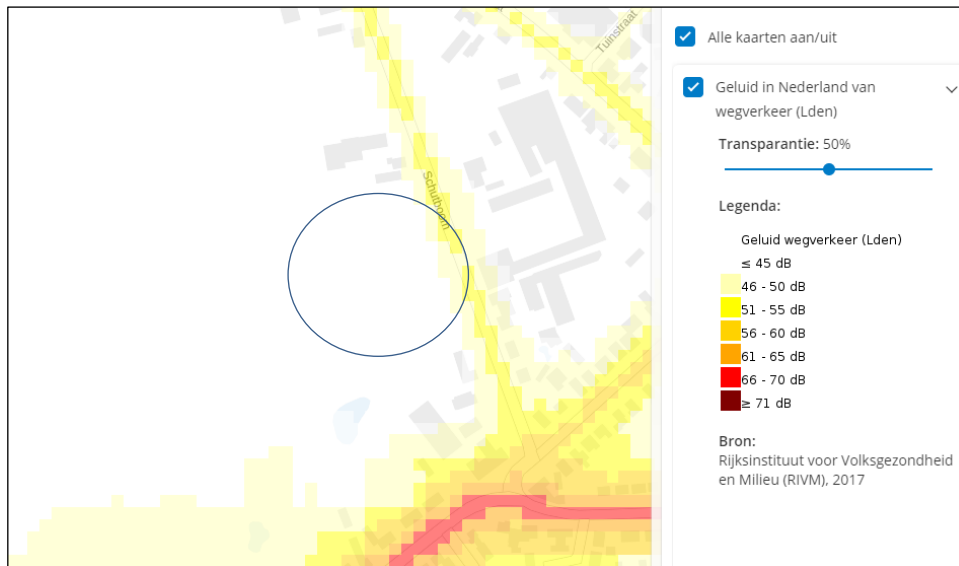 Tuinstraat
Schutboom
Alle kaarten aan/uit
Geluid in Nederland van
wegverkeer (Lden)
Transparantie: 50%
Legenda:
Geluid wegverkeer (Lden)
≤ 45 dB
46 - 50 dB
51 - 55 dB
56 - 60 dB
61 - 65 dB
66 - 70 dB
≥ 71 dB
Bron:
Rijksinstituut voor Volksgezondheid
en Milieu (RIVM), 2017